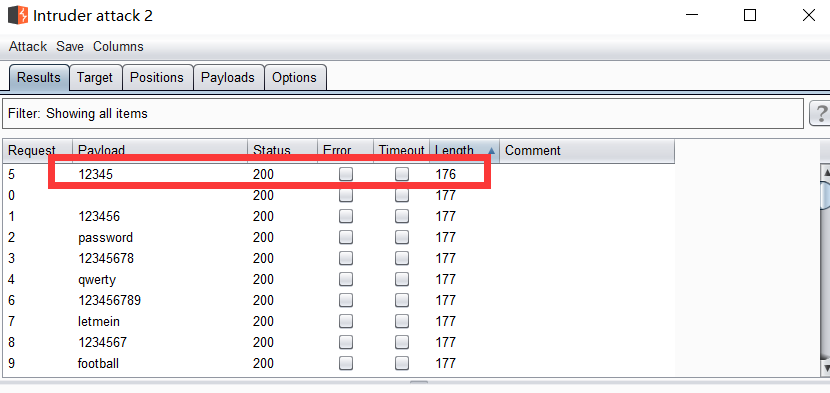 Intruder attack 2
Attack Save Columns
Results Target Positions Payloads Options
Filter: Showing all items
?
Request Payload Status Error Timeout Length Comment
5 12345 200 176
0 200 177
1 123456 200 177
2 password 200 177
3 12345678 200 177
4 qwerty 200 177
6 123456789 200 177
7 letmein 200 177
8 1234567 200 177
9 football 200 177